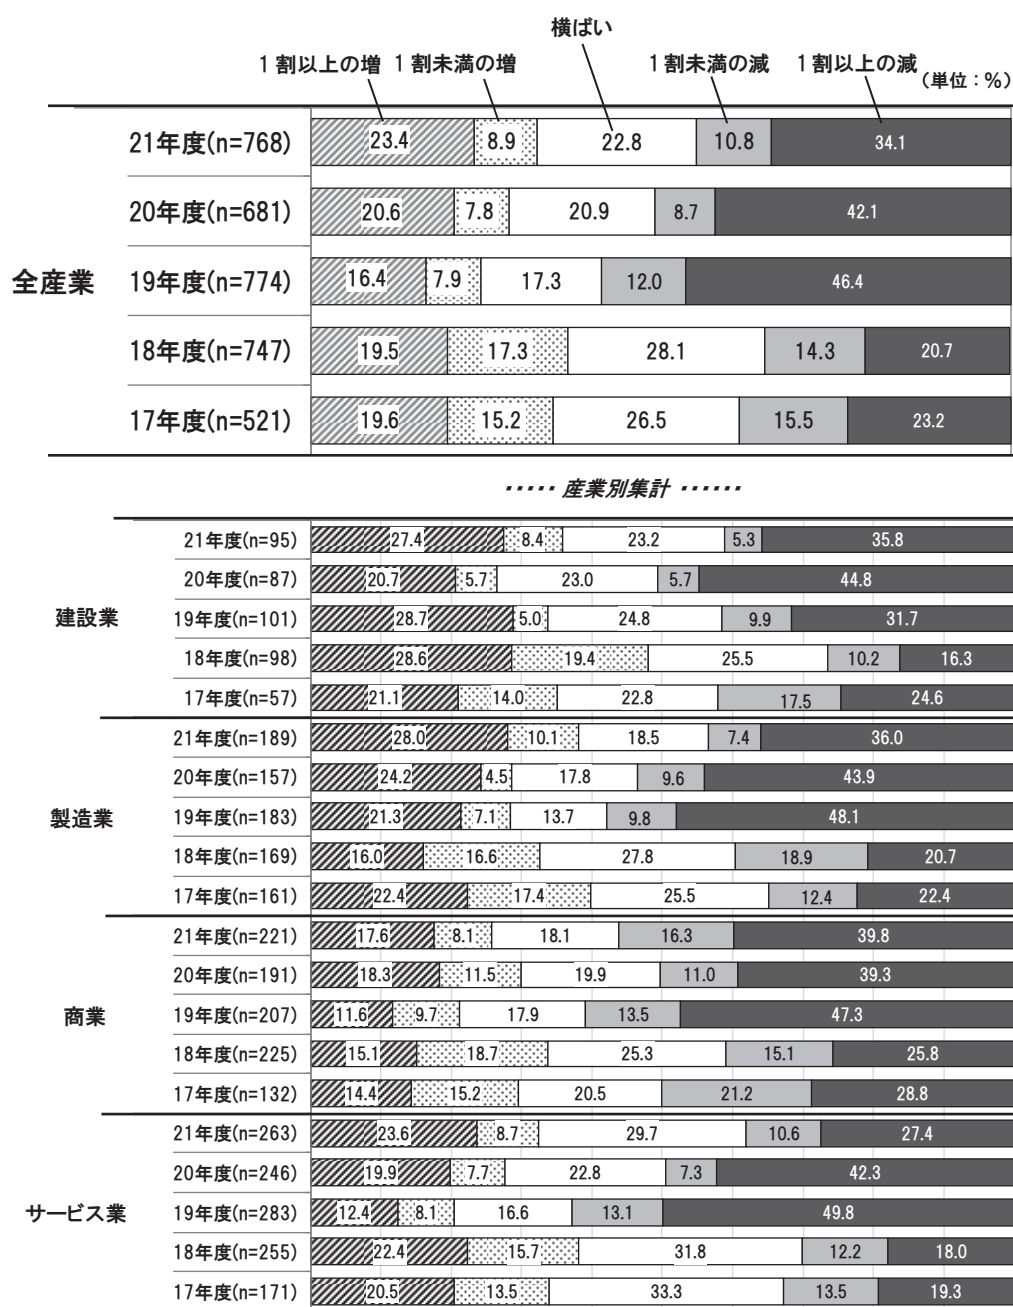 横ばい
1割以上の増 1割未満の増 1割未満の減 1割以上の減
(単位:%)
全産業
21年度(n=768) 23.4 8.9 22.8 10.8 34.1
20年度(n=681) 20.6 7.8 20.9 8.7 42.1
19年度(n=774) 16.4 7.9 17.3 12.0 46.4
18年度(n=747) 19.5 17.3 28.1 14.3 20.7
17年度(n=521) 19.6 15.2 26.5 15.5 23.2
・・・・・ 産業別集計 ・・・・・・
建設業
21年度(n=95) 27.4 8.4 23.2 5.3 35.8
20年度(n=87) 20.7 5.7 23.0 5.7 44.8
19年度(n=101) 28.7 5.0 24.8 9.9 31.7
18年度(n=98) 28.6 19.4 25.5 10.2 16.3
17年度(n=57) 21.1 14.0 22.8 17.5 24.6
製造業
21年度(n=189) 28.0 10.1 18.5 7.4 36.0
20年度(n=157) 24.2 4.5 17.8 9.6 43.9
19年度(n=183) 21.3 7.1 13.7 9.8 48.1
18年度(n=169) 16.0 16.6 27.8 18.9 20.7
17年度(n=161) 22.4 17.4 25.5 12.4 22.4
商業
21年度(n=221) 17.6 8.1 18.1 16.3 39.8
20年度(n=191) 18.3 11.5 19.9 11.0 39.3
19年度(n=207) 11.6 9.7 17.9 13.5 47.3
18年度(n=225) 15.1 18.7 25.3 15.1 25.8
17年度(n=132) 14.4 15.2 20.5 21.2 28.8
サービス業
21年度(n=263) 23.6 8.7 29.7 10.6 27.4
20年度(n=246) 19.9 7.7 22.8 7.3 42.3
19年度(n=283) 12.4 8.1 16.6 13.1 49.8
18年度(n=255) 22.4 15.7 31.8 12.2 18.0
17年度(n=171) 20.5 13.5 33.3 13.5 19.3